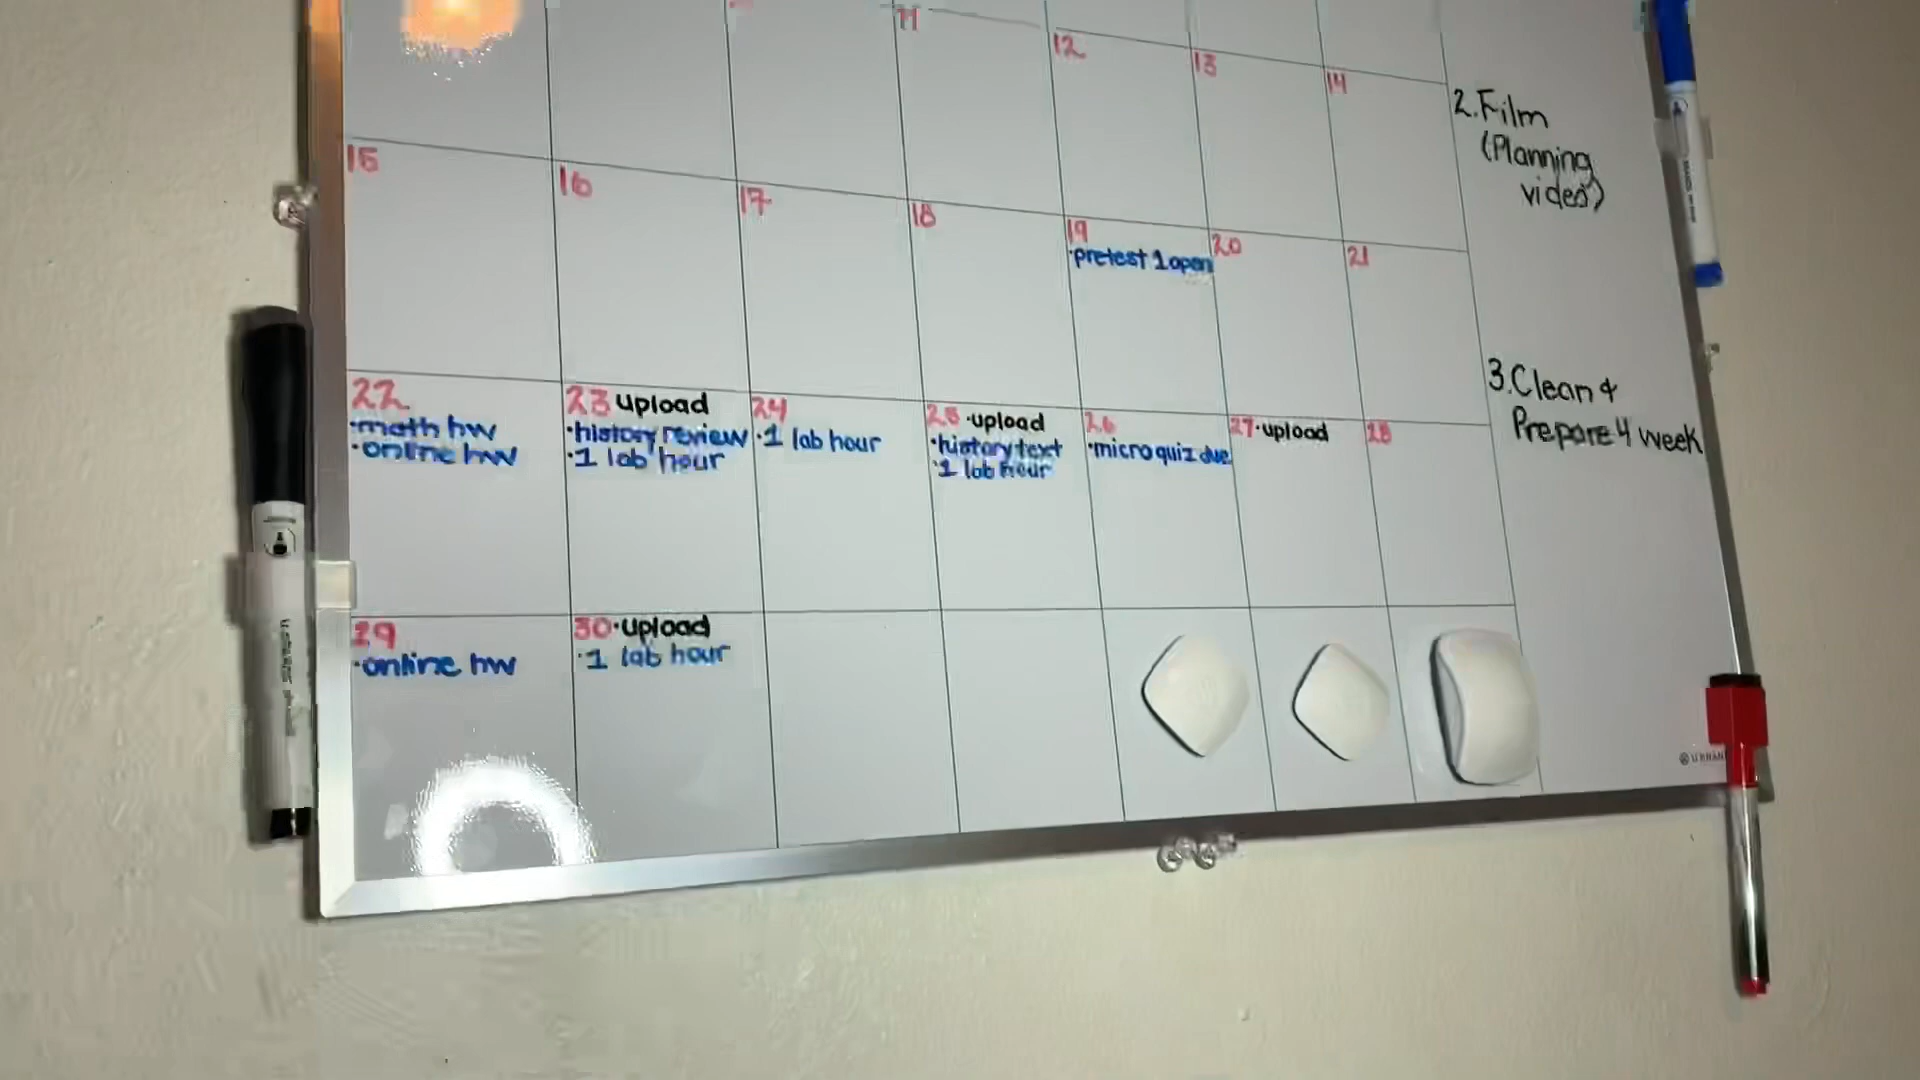 11
12
13
14
2. Film
(Planning
video)
15
16
17
18
19
·pretest 1 open
20
21
3. Clean &
Prepare 4 week
22
·math hw
·online hw
23 upload
·history review
·1 lab hour
24
·1 lab hour
25 ·upload
·history text
·1 lab hour
26
·micro quiz due
27 ·upload
28
29
·online hw
30 ·upload
·1 lab hour